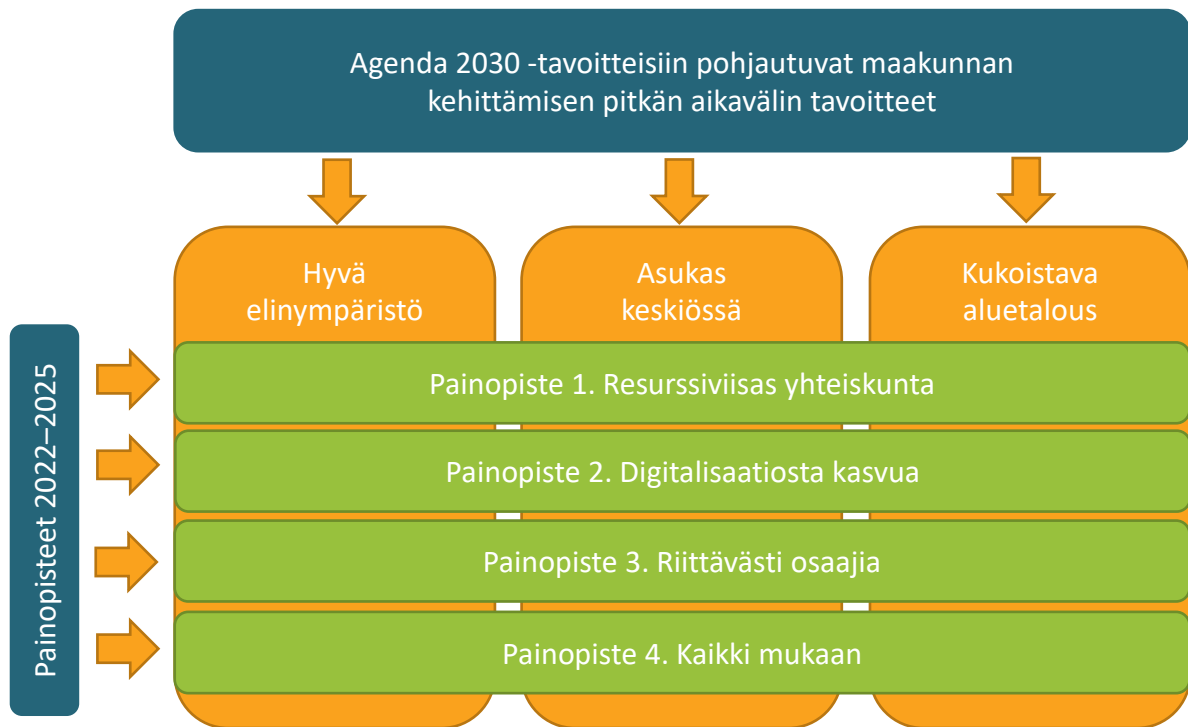 Agenda 2030 -tavoitteisiin pohjautuvat maakunnan
kehittämisen pitkän aikavälin tavoitteet
Hyvä
elinympäristö
Asukas
keskiössä
Kukoistava
aluetalous
Painopisteet 2022–2025
Painopiste 1. Resurssiviisas yhteiskunta
Painopiste 2. Digitalisaatiosta kasvua
Painopiste 3. Riittävästi osaajia
Painopiste 4. Kaikki mukaan